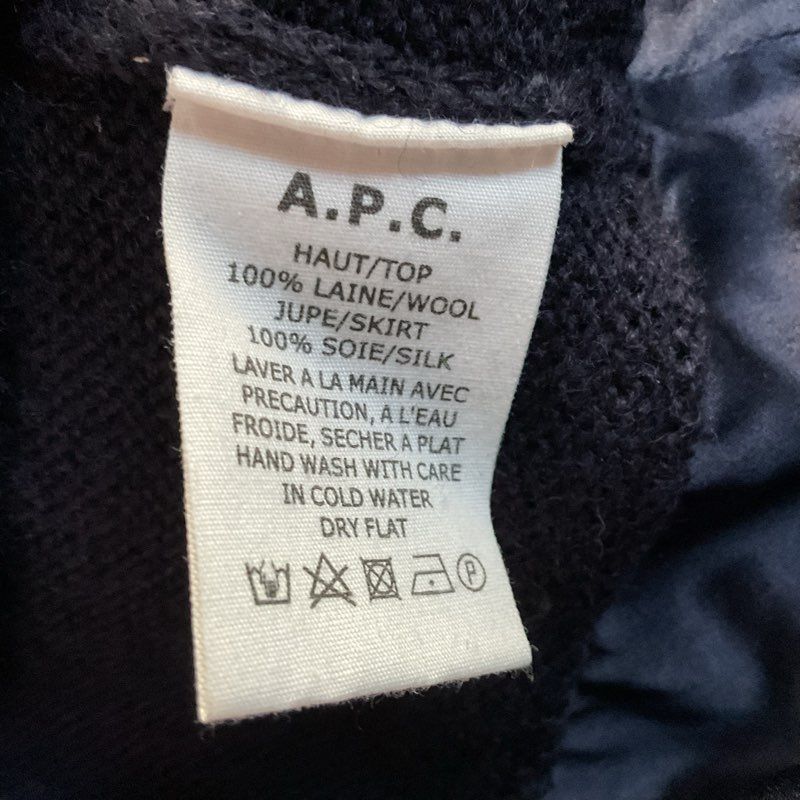 A.P.C.
HAUT/TOP
100% LAINE/WOOL
JUPE/SKIRT
100% SOIE/SILK
LAVER A LA MAIN AVEC
PRECAUTION, À L'EAU
FROIDE, SECHER A PLAT
HAND WASH WITH CARE
IN COLD WATER
DRY FLAT
P